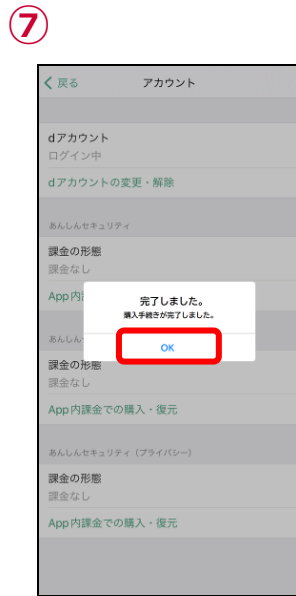 ⑦
戻る アカウント
dアカウント
ログイン中
dアカウントの変更・解除
あんしんセキュリティ
課金の形態
課金なし
App内
完了しました。
購入手続きが完了しました。
OK
あんしん
課金の形態
課金なし
App内課金での購入・復元
あんしんセキュリティ（プライバシー）
課金の形態
課金なし
App内課金での購入・復元